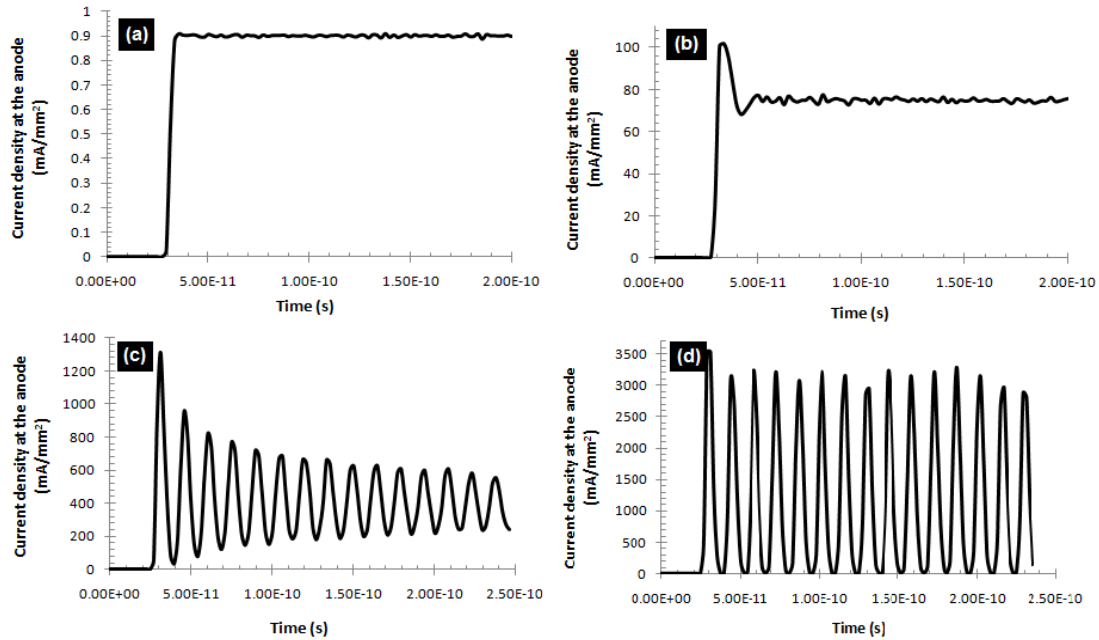 (a)
Current density at the anode
(mA/mm²)
1
0.9
0.8
0.7
0.6
0.5
0.4
0.3
0.2
0.1
0
0.00E+00 5.00E-11 1.00E-10 1.50E-10 2.00E-10
Time (s)
(b)
Current density at the anode
(mA/mm²)
100
80
60
40
20
0
0.00E+00 5.00E-11 1.00E-10 1.50E-10 2.00E-10
Time (s)
(c)
Current density at the anode
(mA/mm²)
1400
1200
1000
800
600
400
200
0
0.00E+00 5.00E-11 1.00E-10 1.50E-10 2.00E-10 2.50E-10
Time (s)
(d)
Current density at the anode
(mA/mm²)
3500
3000
2500
2000
1500
1000
500
0
0.00E+00 5.00E-11 1.00E-10 1.50E-10 2.00E-10 2.50E-10
Time (s)